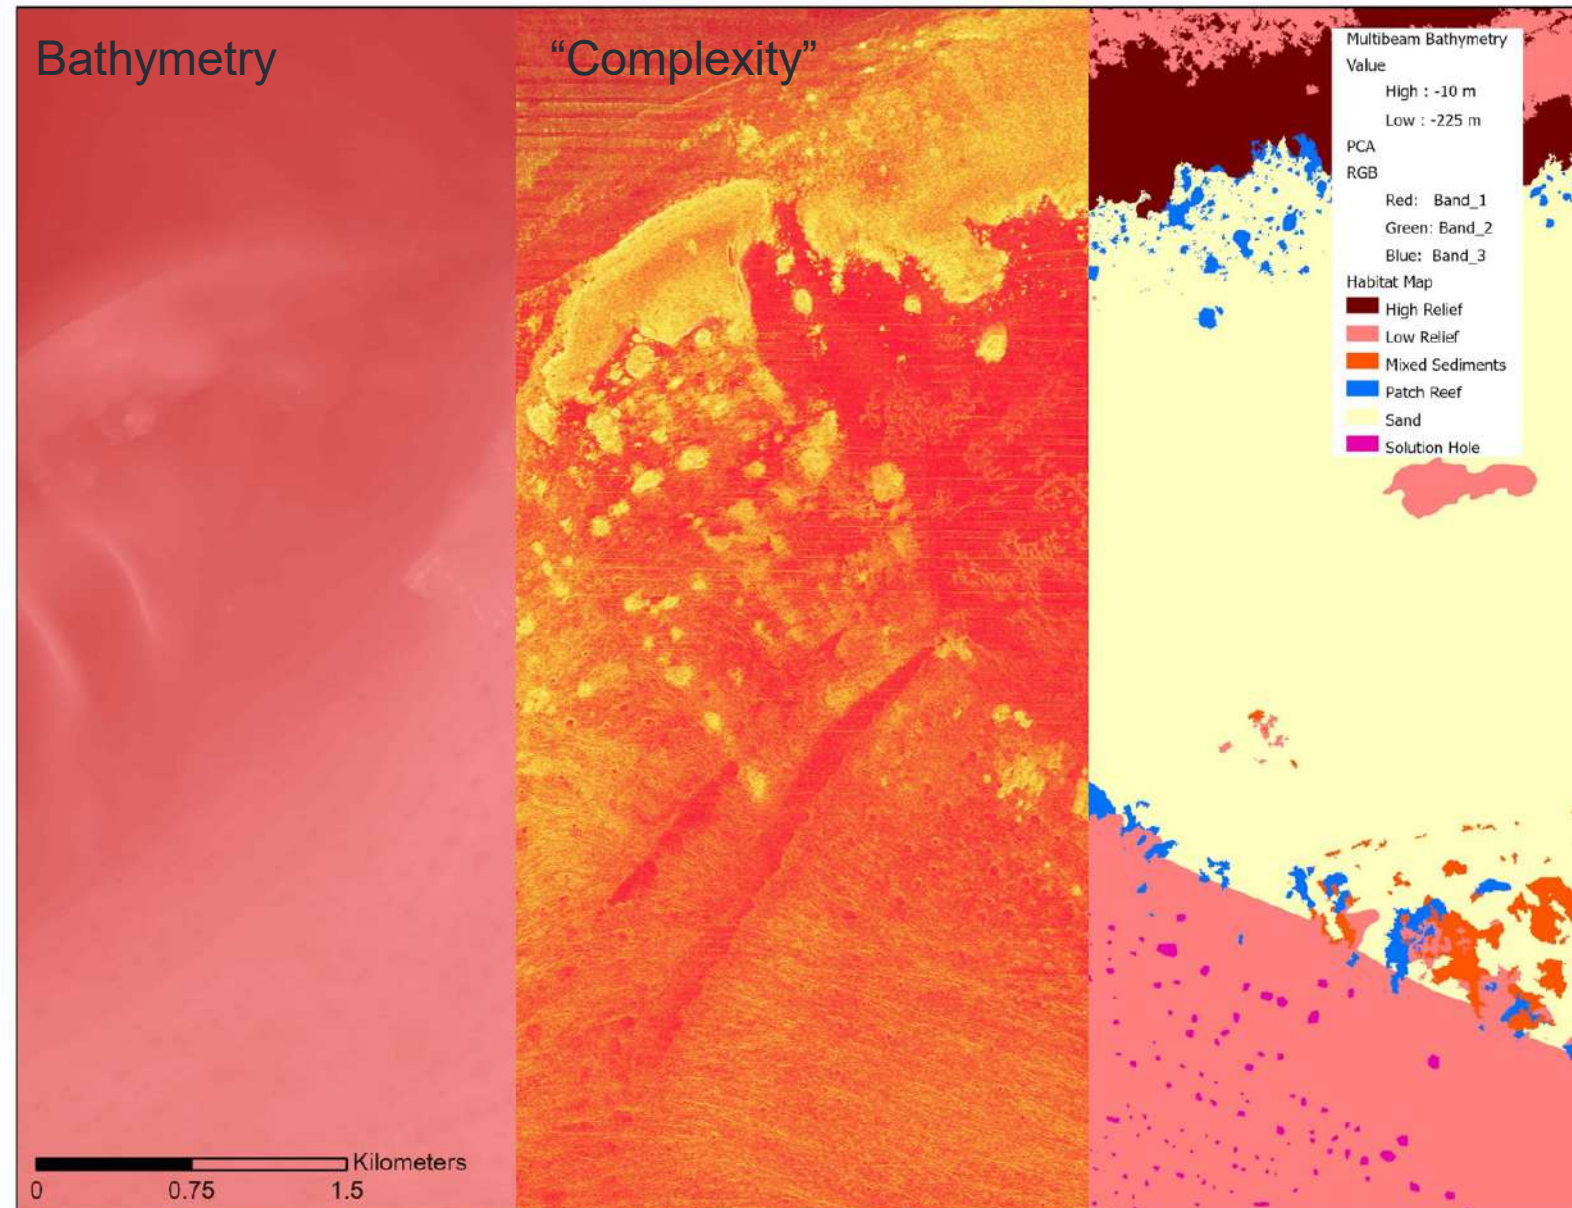 Bathymetry
“Complexity”
Multibeam Bathymetry
Value
High : -10 m
Low : -225 m
PCA
RGB
Red: Band_1
Green: Band_2
Blue: Band_3
Habitat Map
High Relief
Low Relief
Mixed Sediments
Patch Reef
Sand
Solution Hole
Kilometers
0 0.75 1.5